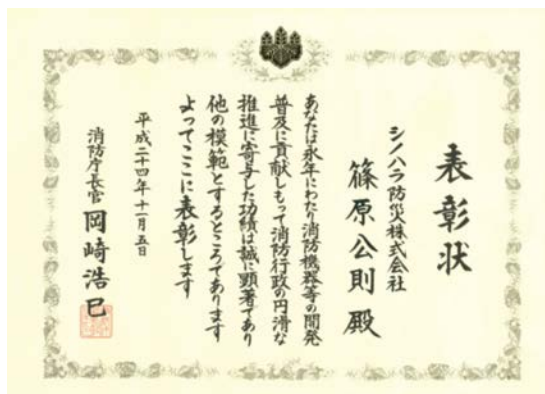 表彰状
シノハラ防災株式会社
篠原公則 殿
あなたは永年にわたり消防機器等の開発
普及に貢献しもって消防行政の円滑な
推進に寄与した功績は誠に顕著であり
他の模範とするところであります
よってここに表彰します
平成二十四年十一月五日
消防庁長官 岡崎浩巳